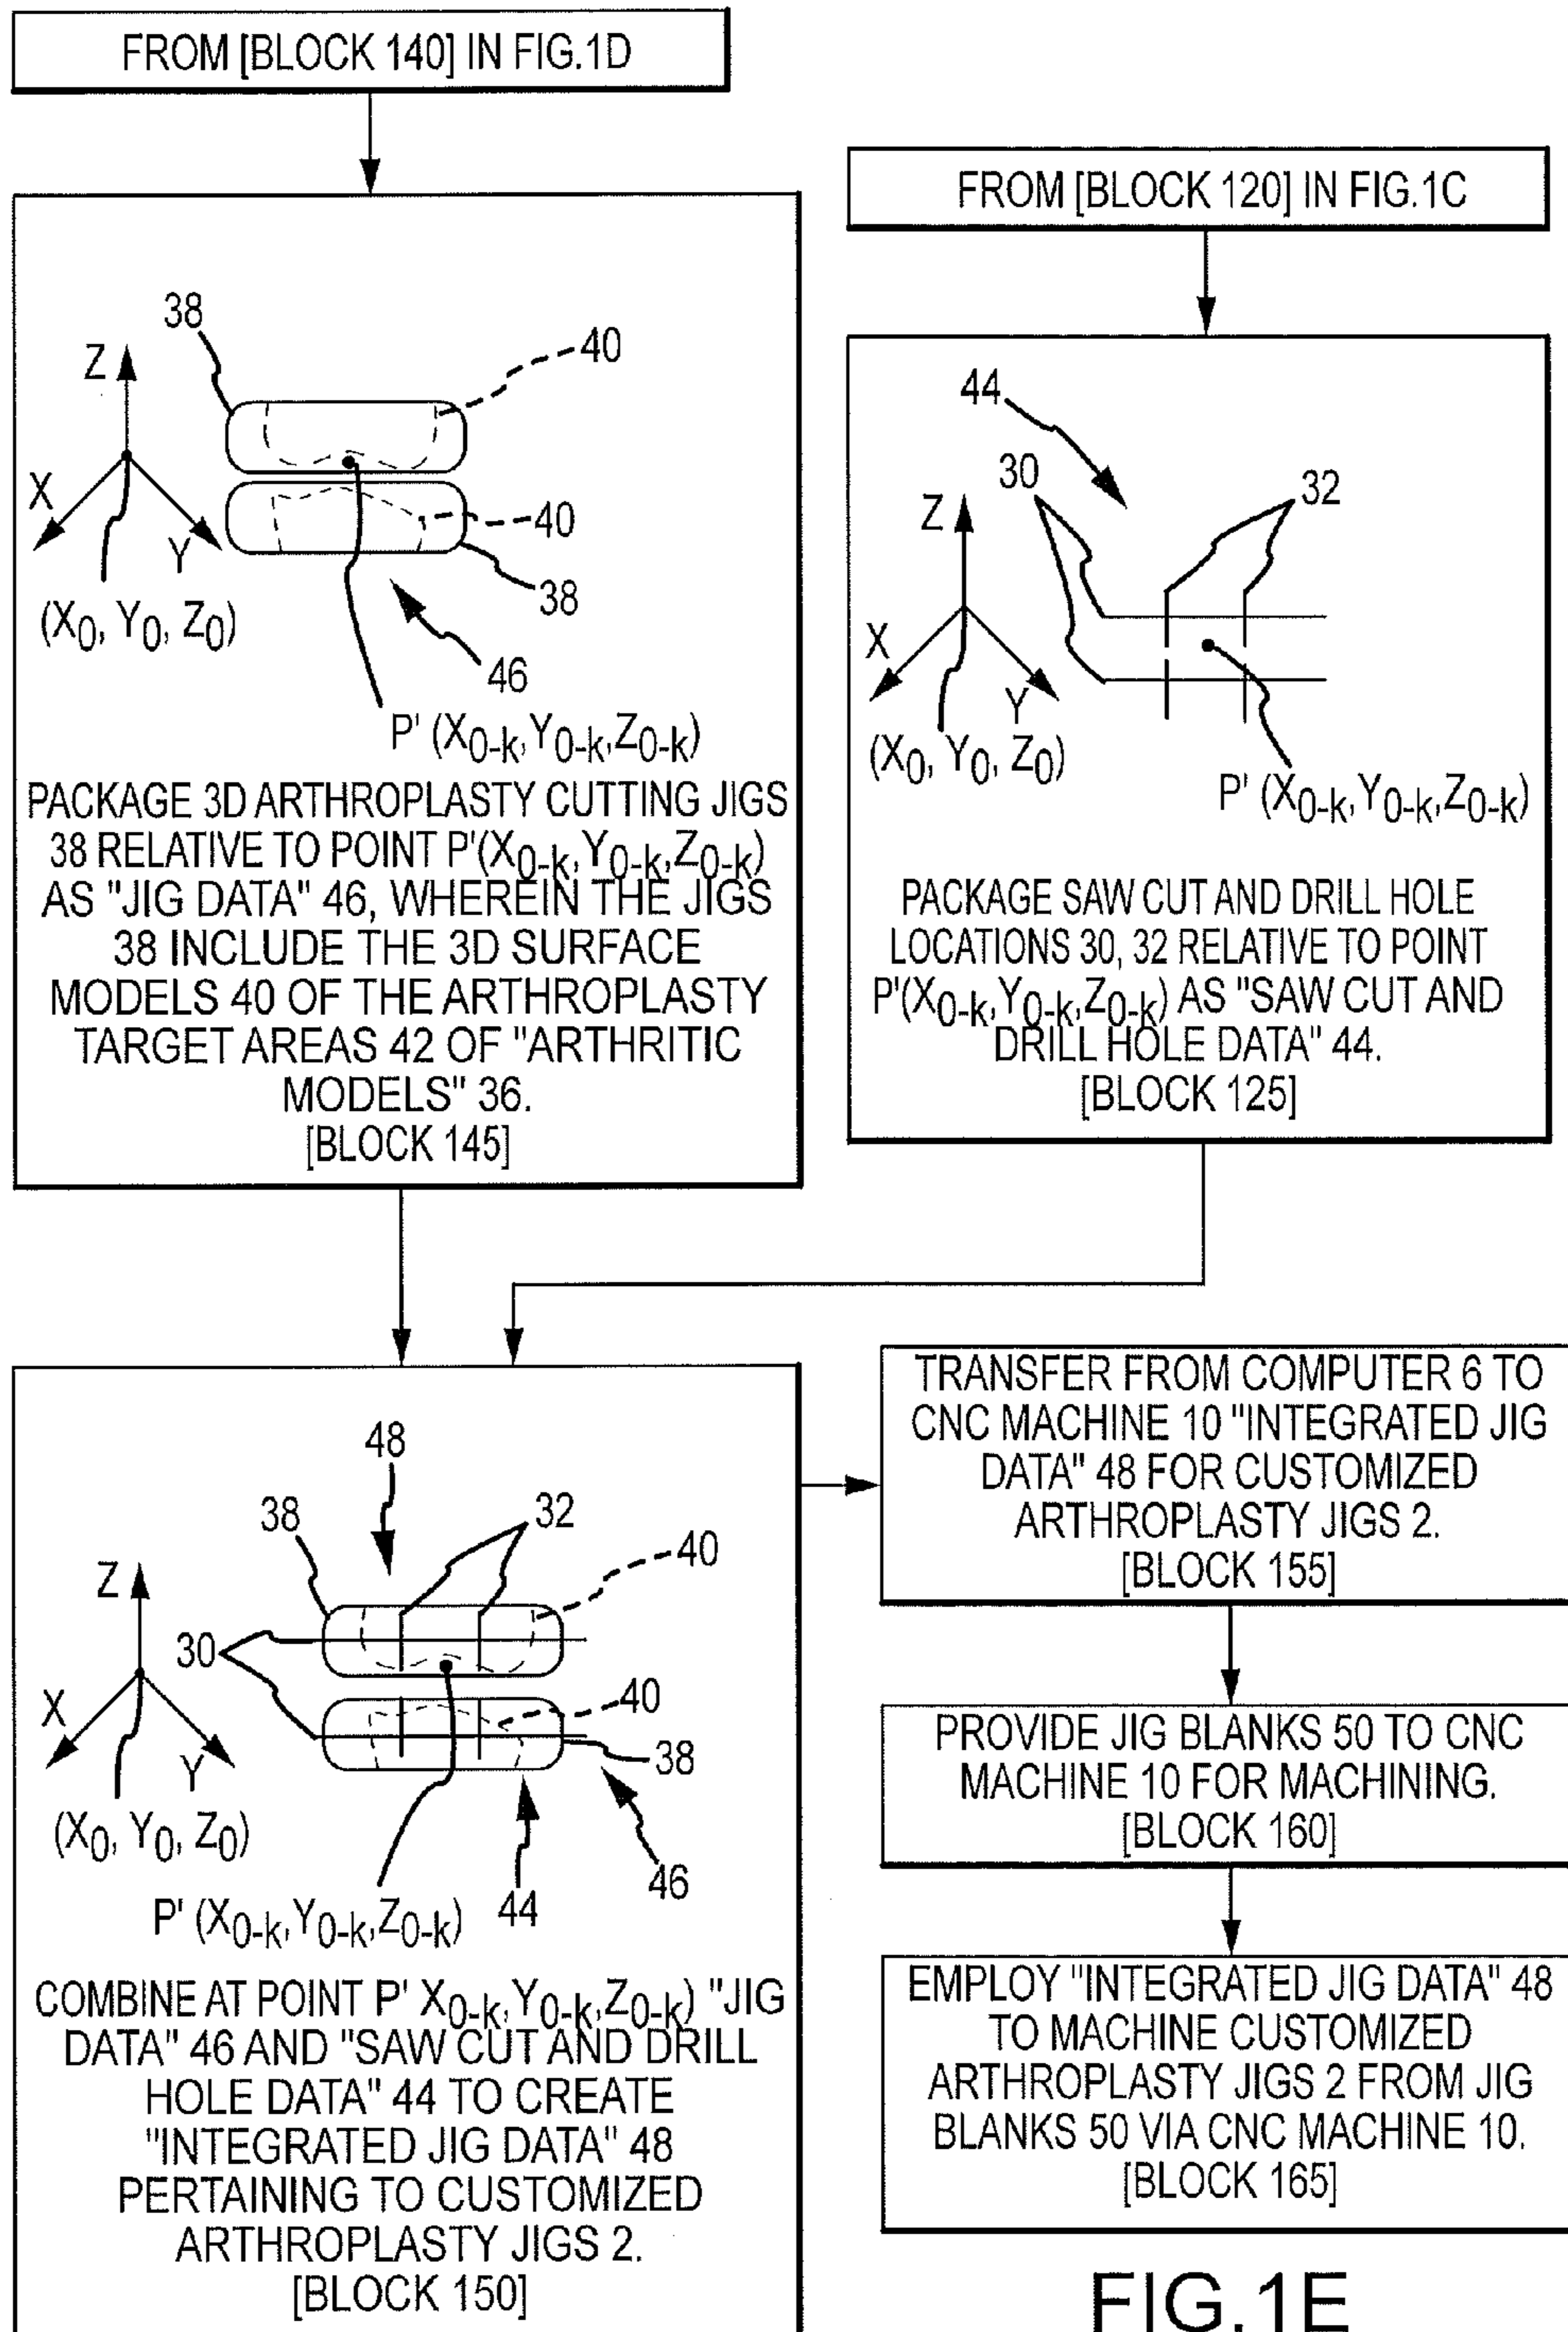 FROM [BLOCK 140] IN FIG.1D
38
40
Z
X
Y
40
38
(X0, Y0, Z0)
46
P' (X0-k,Y0-k,Z0-k)
PACKAGE 3D ARTHROPLASTY CUTTING JIGS
38 RELATIVE TO POINT P'(X0-k,Y0-k,Z0-k)
AS "JIG DATA" 46, WHEREIN THE JIGS
38 INCLUDE THE 3D SURFACE
MODELS 40 OF THE ARTHROPLASTY
TARGET AREAS 42 OF "ARTHRITIC
MODELS" 36.
[BLOCK 145]
FROM [BLOCK 120] IN FIG.1C
44
30
32
Z
X
Y
(X0, Y0, Z0)
P' (X0-k,Y0-k,Z0-k)
PACKAGE SAW CUT AND DRILL HOLE
LOCATIONS 30, 32 RELATIVE TO POINT
P'(X0-k,Y0-k,Z0-k) AS "SAW CUT AND
DRILL HOLE DATA" 44.
[BLOCK 125]
48
38
32
40
Z
30
40
X
Y
38
(X0, Y0, Z0)
46
P' (X0-k,Y0-k,Z0-k)
44
COMBINE AT POINT P' X0-k,Y0-k,Z0-k) "JIG
DATA" 46 AND "SAW CUT AND DRILL
HOLE DATA" 44 TO CREATE
"INTEGRATED JIG DATA" 48
PERTAINING TO CUSTOMIZED
ARTHROPLASTY JIGS 2.
[BLOCK 150]
TRANSFER FROM COMPUTER 6 TO
CNC MACHINE 10 "INTEGRATED JIG
DATA" 48 FOR CUSTOMIZED
ARTHROPLASTY JIGS 2.
[BLOCK 155]
PROVIDE JIG BLANKS 50 TO CNC
MACHINE 10 FOR MACHINING.
[BLOCK 160]
EMPLOY "INTEGRATED JIG DATA" 48
TO MACHINE CUSTOMIZED
ARTHROPLASTY JIGS 2 FROM JIG
BLANKS 50 VIA CNC MACHINE 10.
[BLOCK 165]
FIG.1E